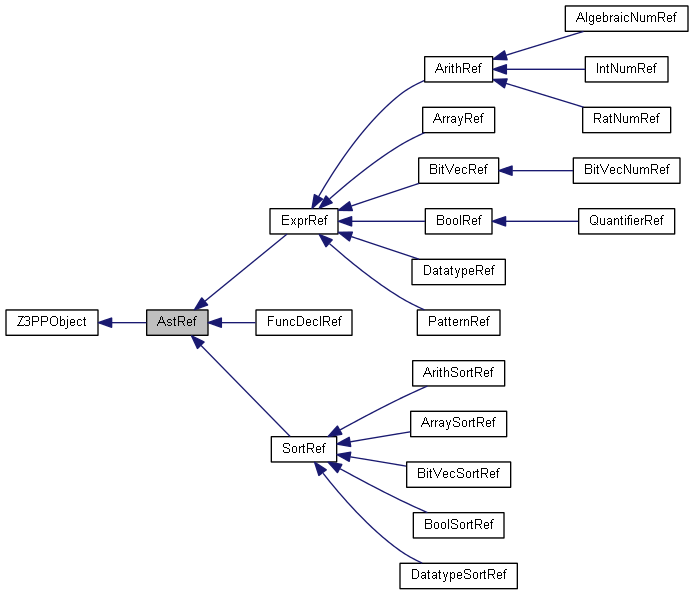 AlgebraicNumRef
ArithRef
IntNumRef
RatNumRef
ArrayRef
BitVecRef
BitVecNumRef
ExprRef
BoolRef
QuantifierRef
DatatypeRef
PatternRef
Z3PPObject
AstRef
FuncDeclRef
ArithSortRef
ArraySortRef
SortRef
BitVecSortRef
BoolSortRef
DatatypeSortRef